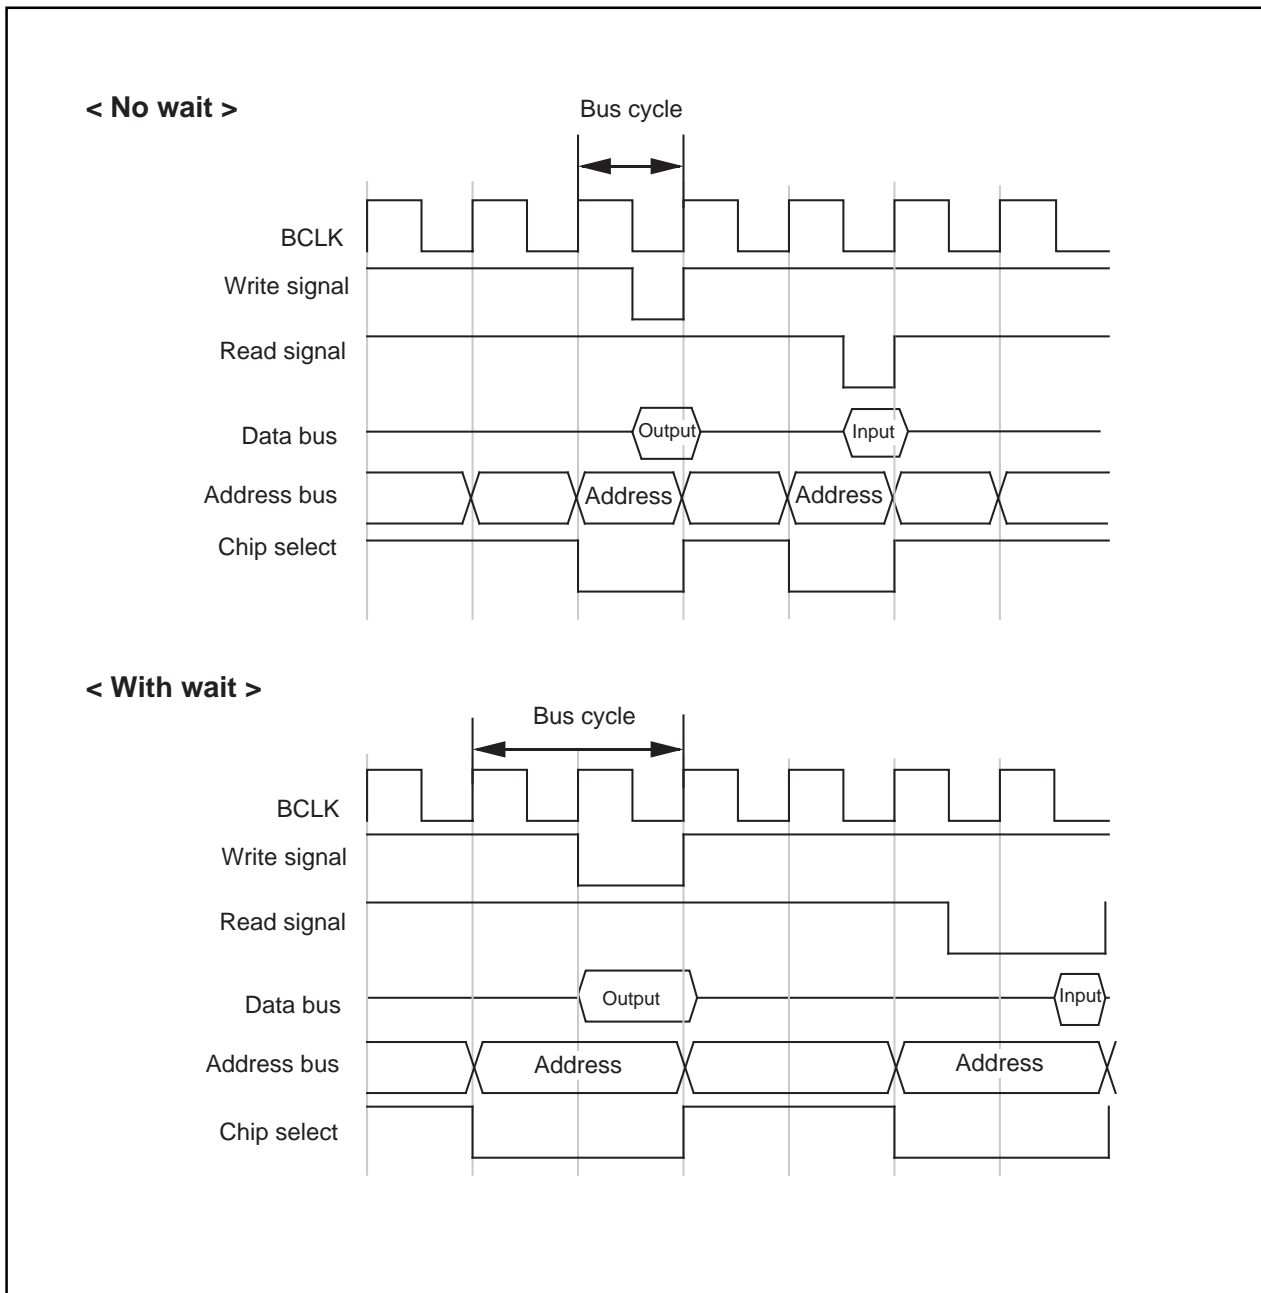 < No wait >
Bus cycle
BCLK
Write signal
Read signal
Data bus
Output
Input
Address bus
Address
Address
Chip select
< With wait >
Bus cycle
BCLK
Write signal
Read signal
Data bus
Output
Input
Address bus
Address
Address
Chip select